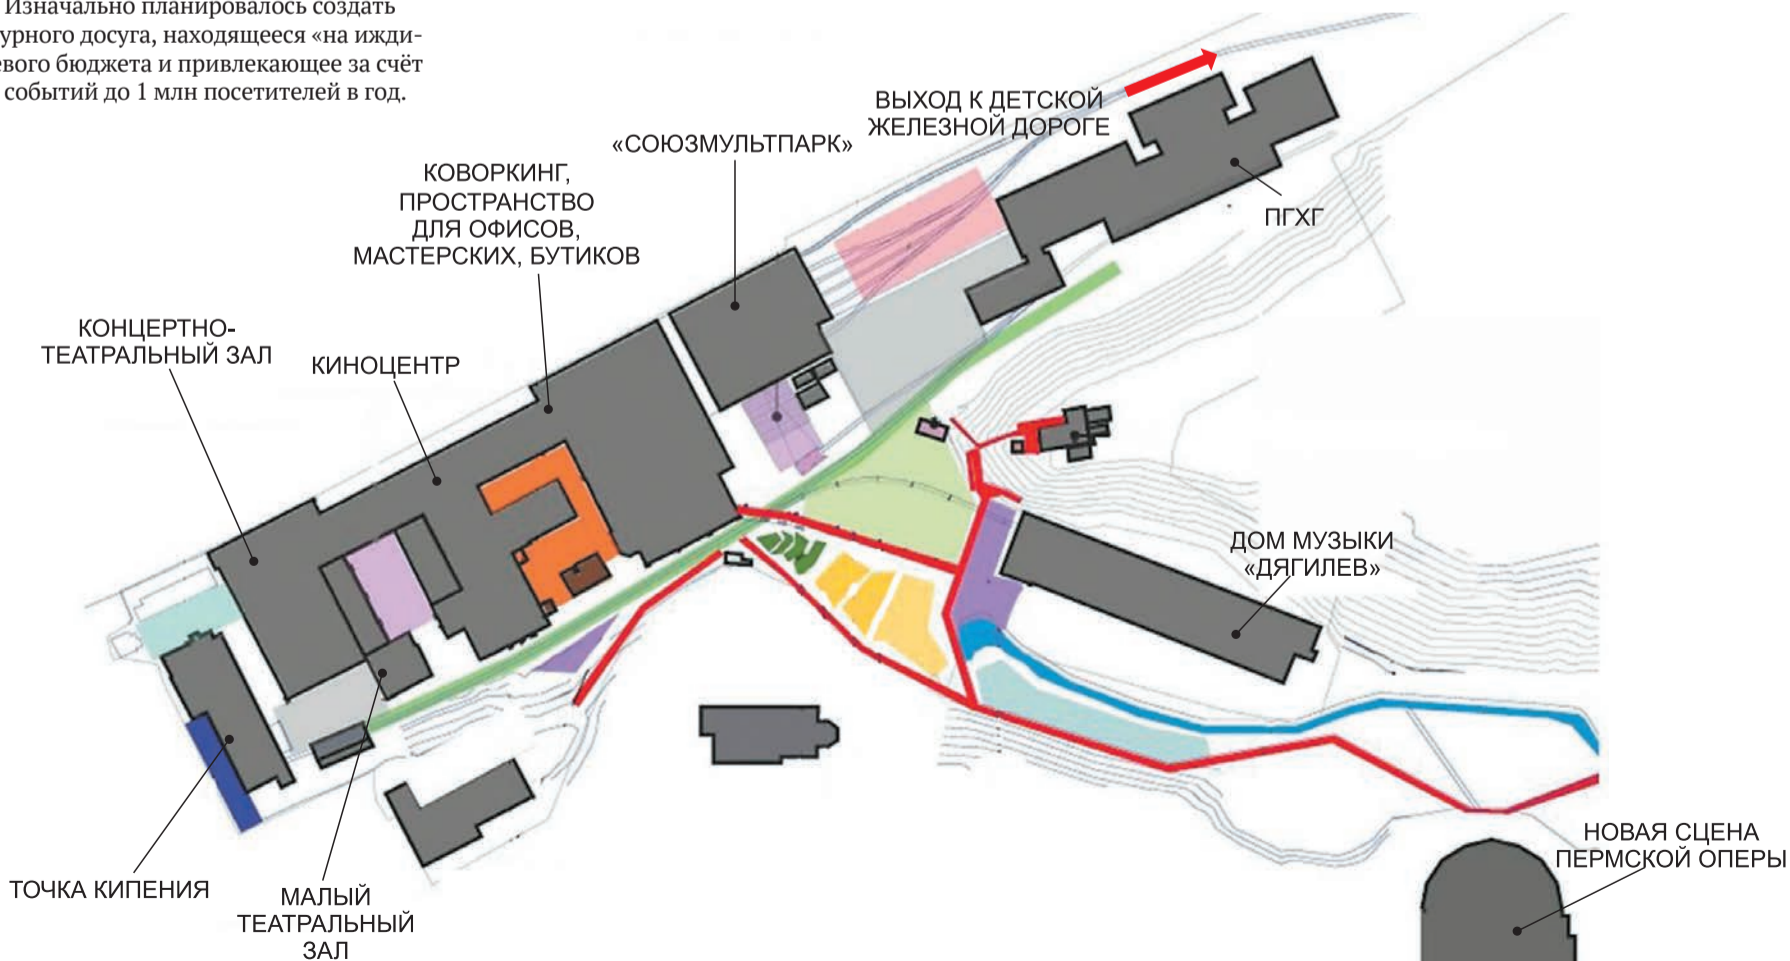 Изначально планировалось создать
урного досуга, находящееся «на ижди-
евого бюджета и привлекающее за счёт
событий до 1 млн посетителей в год.
ВЫХОД К ДЕТСКОЙ
ЖЕЛЕЗНОЙ ДОРОГЕ
«СОЮЗМУЛЬТПАРК»
КОВОРКИНГ,
ПРОСТРАНСТВО
ДЛЯ ОФИСОВ,
МАСТЕРСКИХ, БУТИКОВ
ПГХГ
КОНЦЕРТНО-
ТЕАТРАЛЬНЫЙ ЗАЛ
КИНОЦЕНТР
ДОМ МУЗЫКИ
«ДЯГИЛЕВ»
НОВАЯ СЦЕНА
ПЕРМСКОЙ ОПЕРЫ
ТОЧКА КИПЕНИЯ
МАЛЫЙ
ТЕАТРАЛЬНЫЙ
ЗАЛ